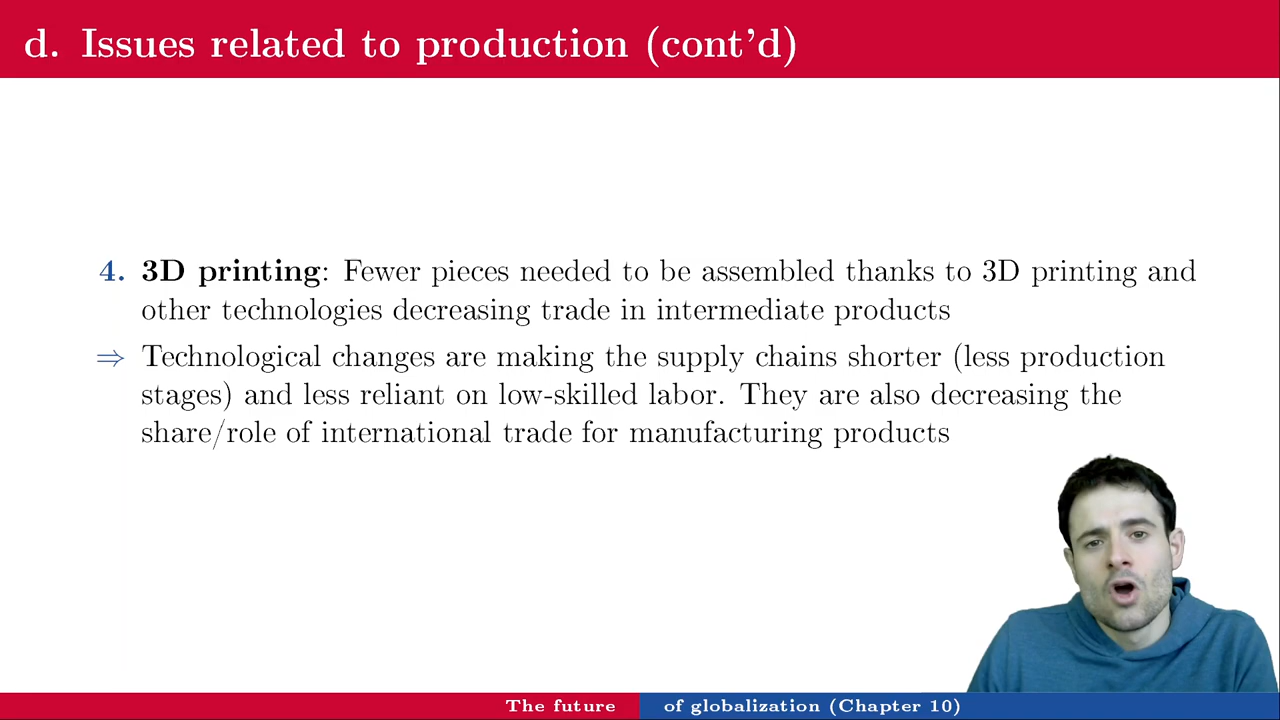 d. Issues related to production (cont'd)
4. 3D printing: Fewer pieces needed to be assembled thanks to 3D printing and
other technologies decreasing trade in intermediate products
⇒ Technological changes are making the supply chains shorter (less production
stages) and less reliant on low-skilled labor. They are also decreasing the
share/role of international trade for manufacturing products
The future of globalization (Chapter 10)